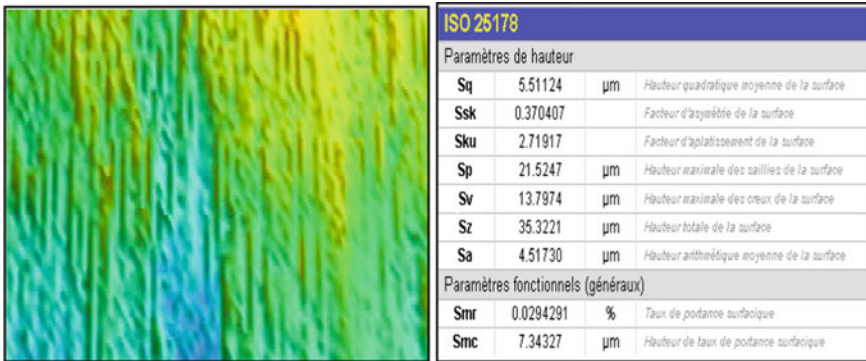 ISO 25178
Paramètres de hauteur
Sq 5.51124 µm Hauteur quadratique moyenne de la surface
Ssk 0.370407 Facteur d'asymétrie de la surface
Sku 2.71917 Facteur d'aplatissement de la surface
Sp 21.5247 µm Hauteur maximale des saillies de la surface
Sv 13.7974 µm Hauteur maximale des creux de la surface
Sz 35.3221 µm Hauteur totale de la surface
Sa 4.51730 µm Hauteur arithmétique moyenne de la surface
Paramètres fonctionnels (généraux)
Smr 0.0294291 % Taux de portance surfacique
Smc 7.34327 µm Hauteur de taux de portance surfacique